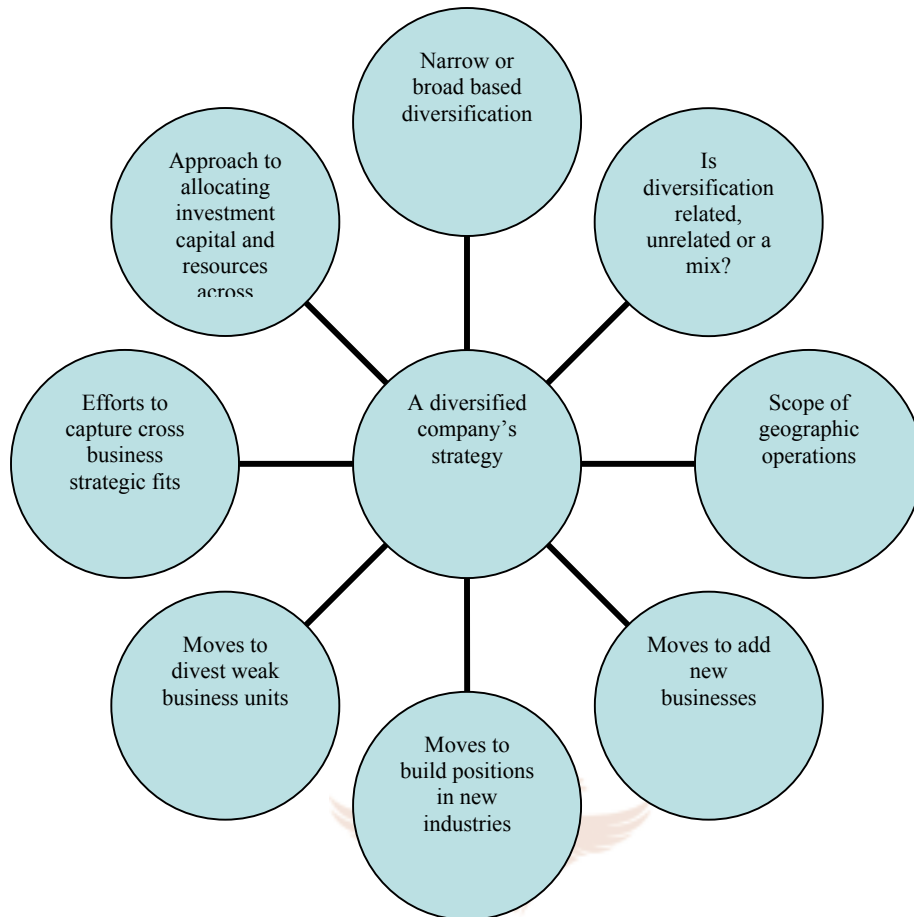 Narrow or
broad based
diversification
Is
diversification
related,
unrelated or a
mix?
Scope of
geographic
operations
Moves to add
new
businesses
Moves to
build positions
in new
industries
Moves to
divest weak
business units
Efforts to
capture cross
business
strategic fits
Approach to
allocating
investment
capital and
resources
across
A diversified
company’s
strategy